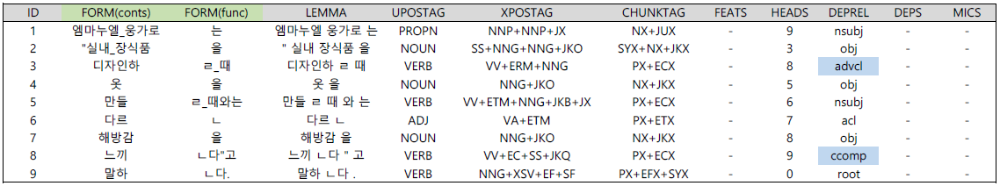 ID FORM(conts) FORM(func) LEMMA UPOSTAG XPOSTAG CHUNKTAG FEATS HEADS DEPREL DEPS MICS
1 엠마누엘_웅가로 는 엠마누엘 웅가로 는 PROPN NNP+NNP+JX NX+JUX - 9 nsubj - -
2 "실내_장식품 을 " 실내 장식품 을 NOUN SS+NNG+NNG+JKO SYX+NX+JKX - 3 obj - -
3 디자인하 ㄹ_때 디자인하 ㄹ 때 VERB VV+ERM+NNG PX+ECX - 8 advcl - -
4 옷 을 옷 을 NOUN NNG+JKO NX+JKX - 5 obj - -
5 만들 ㄹ_때와는 만들 ㄹ 때 와 는 VERB VV+ETM+NNG+JKB+JX PX+ECX - 6 nsubj - -
6 다르 ㄴ 다르 ㄴ ADJ VA+ETM PX+ETX - 7 acl - -
7 해방감 을 해방감 을 NOUN NNG+JKO NX+JKX - 8 obj - -
8 느끼 ㄴ다"고 느끼 ㄴ다 " 고 VERB VV+EC+SS+JKQ PX+ECX - 9 ccomp - -
9 말하 ㄴ다. 말하 ㄴ다 . VERB NNG+XSV+EF+SF PX+EFX+SYX - 0 root - -